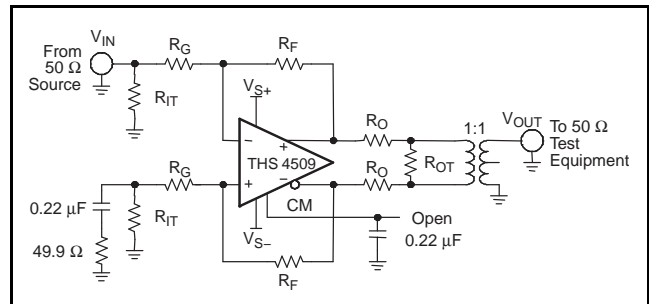 From
50 Ω
Source
V_IN
R_G
R_F
R_IT
V_S+
−
+
THS 4509
+
−
CM
V_S−
R_O
R_O
R_OT
1:1
V_OUT
To 50 Ω
Test
Equipment
R_G
0.22 µF
R_IT
49.9 Ω
R_F
Open
0.22 µF